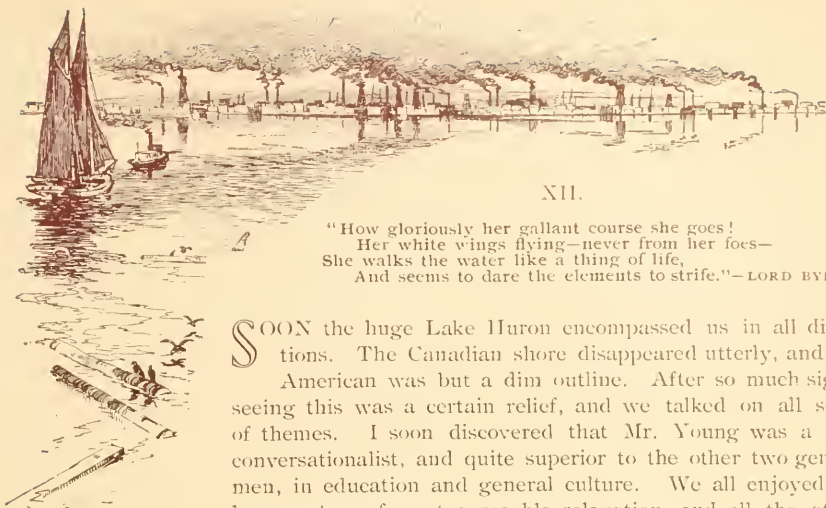 XII.
"How gloriously her gallant course she goes!
Her white wings flying—never from her foes—
She walks the water like a thing of life,
And seems to dare the elements to strife."—LORD
SOON the huge Lake Huron encompassed us in all
tions. The Canadian shore disappeared utterly, and
American was but a dim outline. After so much
seeing this was a certain relief, and we talked on all
of themes. I soon discovered that Mr. Young was a
conversationalist, and quite superior to the other two
men, in education and general culture. We all enjoyed